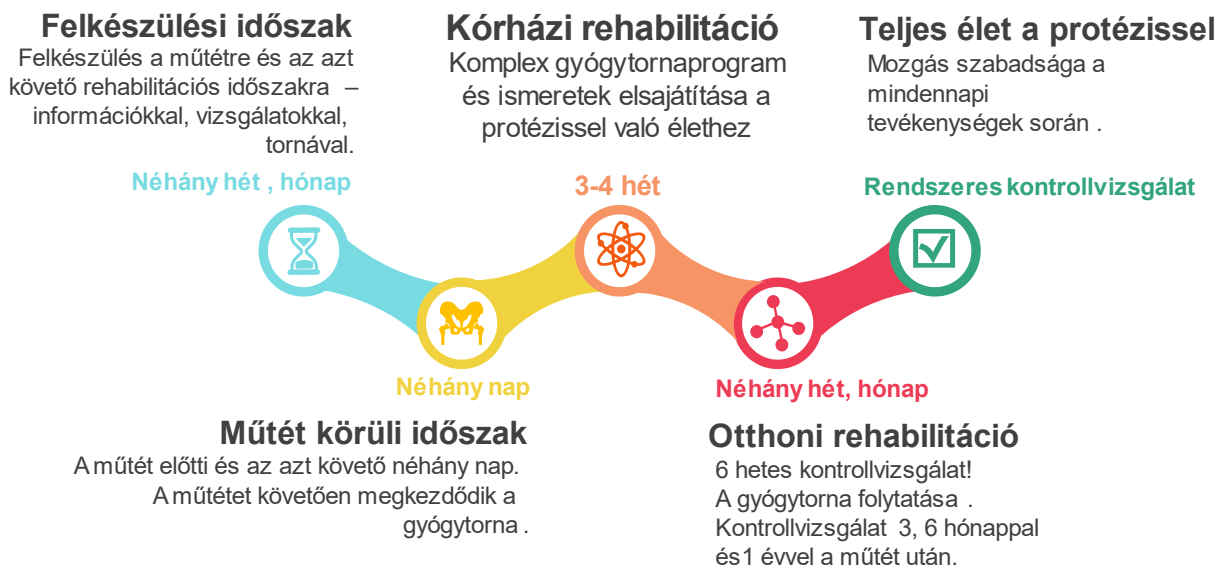 Felkészülési időszak
Felkészülés a műtétre és az azt
követő rehabilitációs időszakra –
információkkal, vizsgálatokkal,
tornával.
Néhány hét , hónap
Műtét körüli időszak
A műtét előtti és az azt követő néhány nap.
A műtétet követően megkezdődik a
gyógytorna .
Néhány nap
Kórházi rehabilitáció
Komplex gyógytornaprogram
és ismeretek elsajátítása a
protézissel való élethez
3-4 hét
Néhány hét, hónap
Otthoni rehabilitáció
6 hetes kontrollvizsgálat!
A gyógytorna folytatása .
Kontrollvizsgálat 3, 6 hónappal
és1 évvel a műtét után.
Teljes élet a protézissel
Mozgás szabadsága a
mindennapi
tevékenységek során .
Rendszeres kontrollvizsgálat